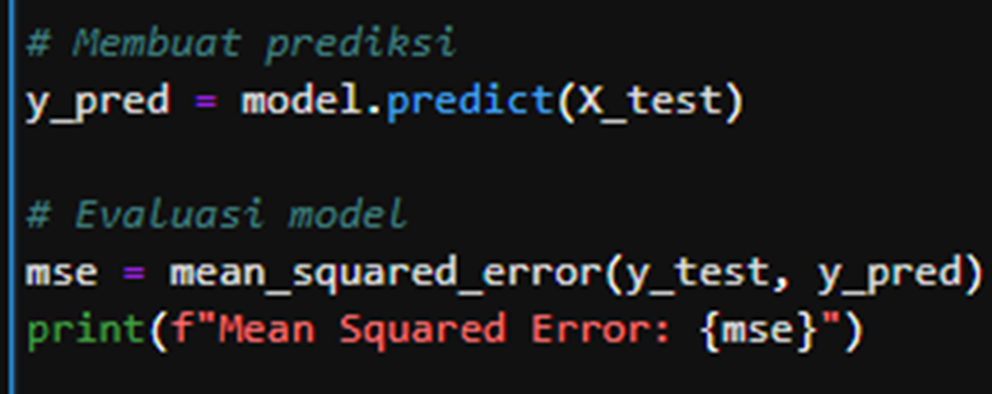 # Membuat prediksi
y_pred = model.predict(X_test)
# Evaluasi model
mse = mean_squared_error(y_test, y_pred)
print(f"Mean Squared Error: {mse}")